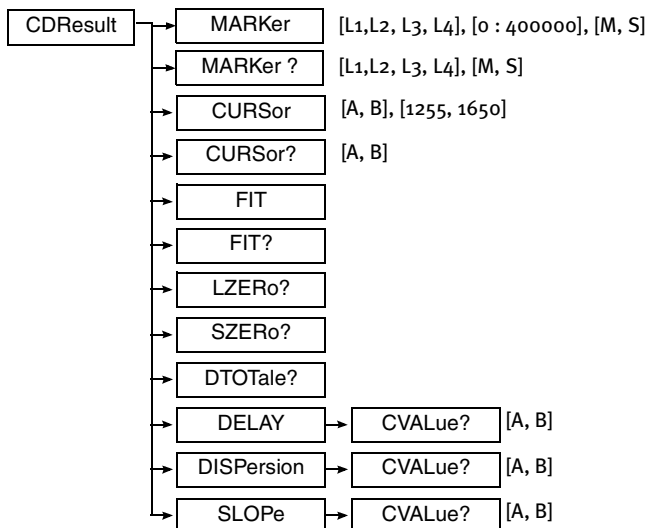 CDResult MARKer [L1,L2, L3, L4], [0 : 400000], [M, S]
MARKer ? [L1,L2, L3, L4], [M, S]
CURSor [A, B], [1255, 1650]
CURSor? [A, B]
FIT
FIT?
LZERo?
SZERo?
DTOTale?
DELAY CVALue? [A, B]
DISPersion CVALue? [A, B]
SLOPe CVALue? [A, B]